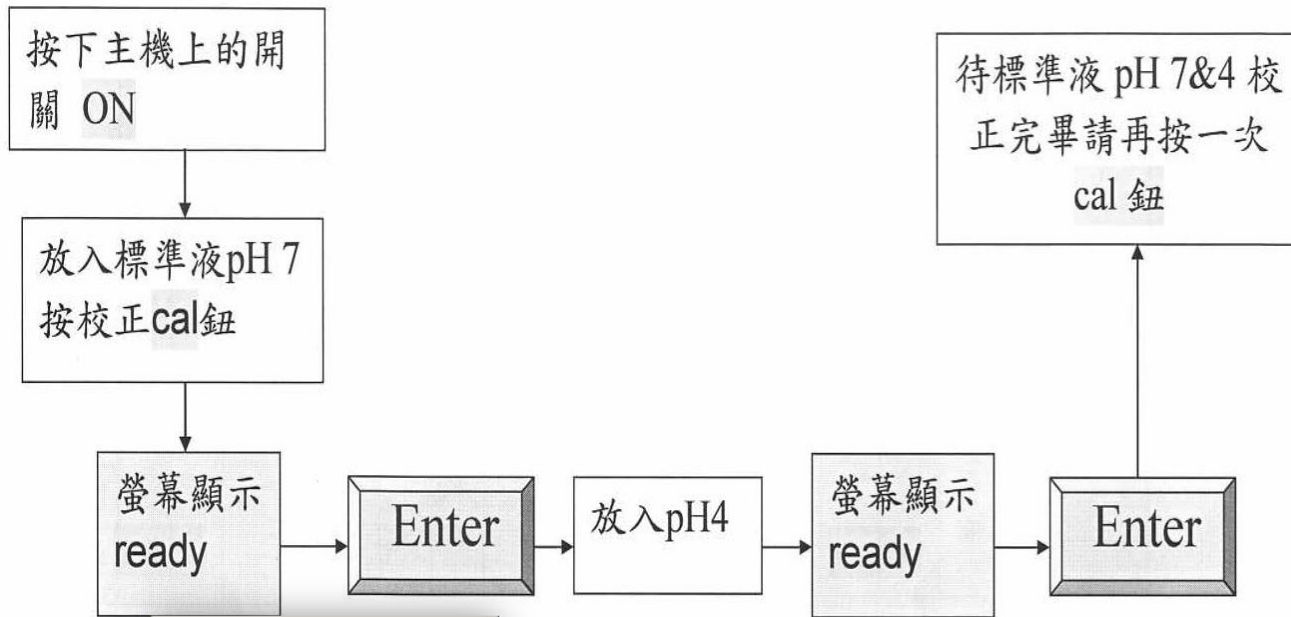 按下主機上的開
關 ON
放入標準液pH 7
按校正cal鈕
螢幕顯示
ready
Enter
放入pH4
螢幕顯示
ready
Enter
待標準液 pH 7&4 校
正完畢請再按一次
cal 鈕